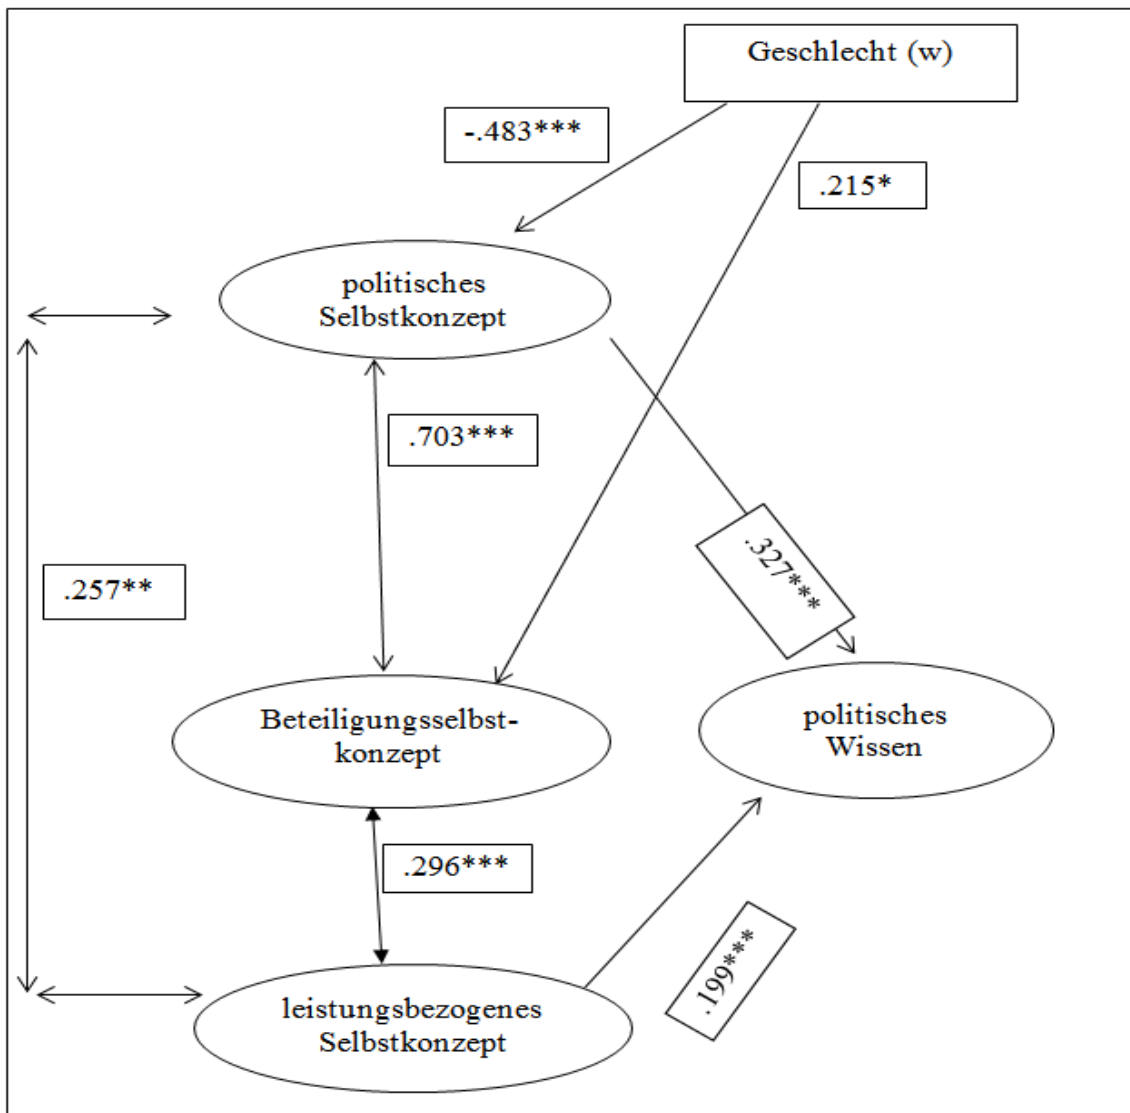 Geschlecht (w)
-.483***
.215*
politisches
Selbstkonzept
.703***
.327***
.257**
Beteiligungsselbst-
konzept
politisches
Wissen
.296***
.199***
leistungsbezogenes
Selbstkonzept